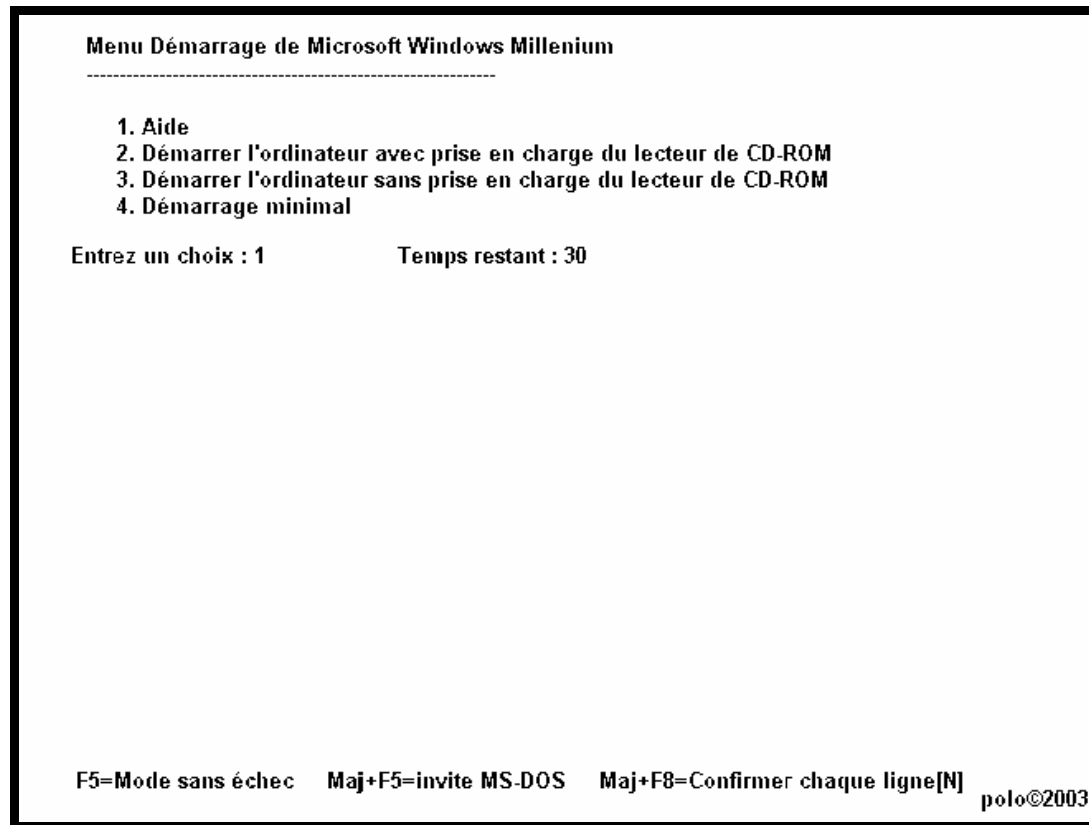 Menu Démarrage de Microsoft Windows Millenium
--------------------------------------------------------------
1. Aide
2. Démarrer l'ordinateur avec prise en charge du lecteur de CD-ROM
3. Démarrer l'ordinateur sans prise en charge du lecteur de CD-ROM
4. Démarrage minimal
Entrez un choix : 1 Temps restant : 30
F5=Mode sans échec Maj+F5=invite MS-DOS Maj+F8=Confirmer chaque ligne[N]
polo©2003